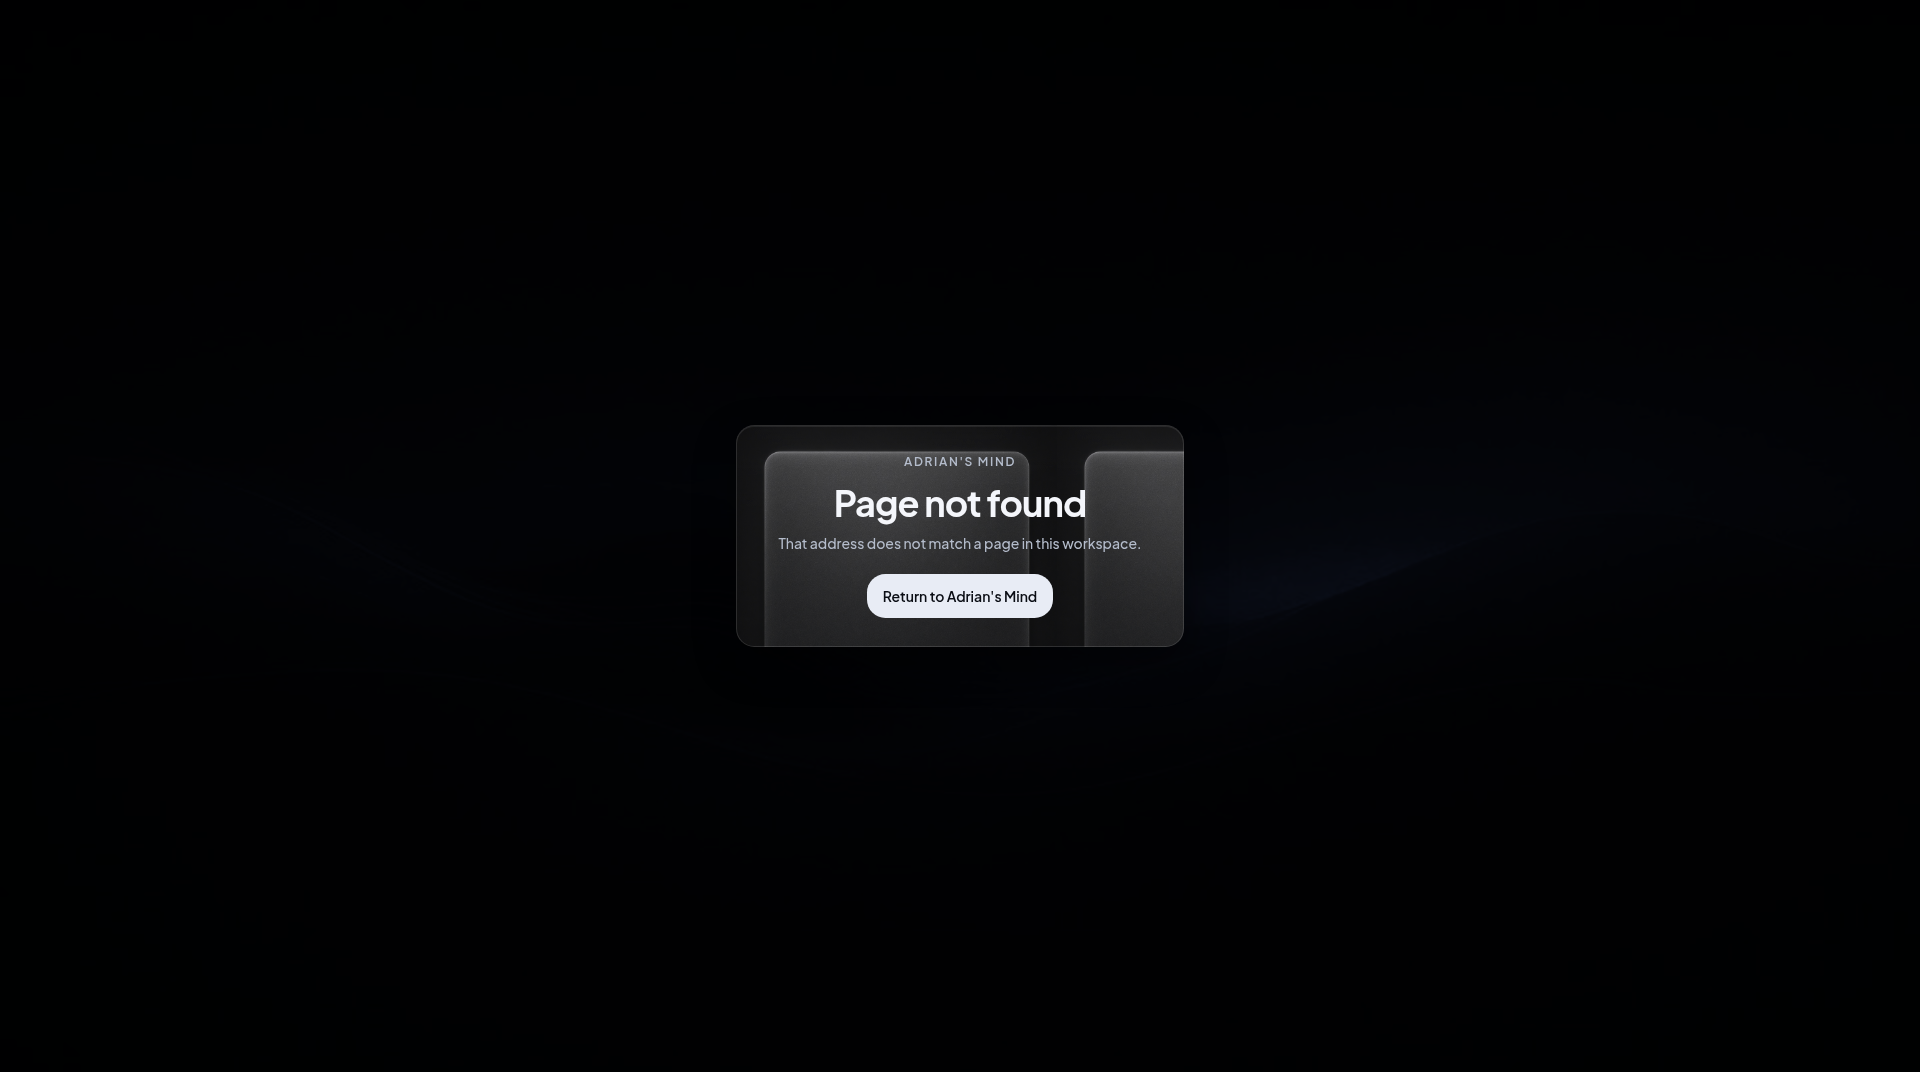 ADRIAN'S MIND
Page not found
That address does not match a page in this workspace.
Return to Adrian's Mind